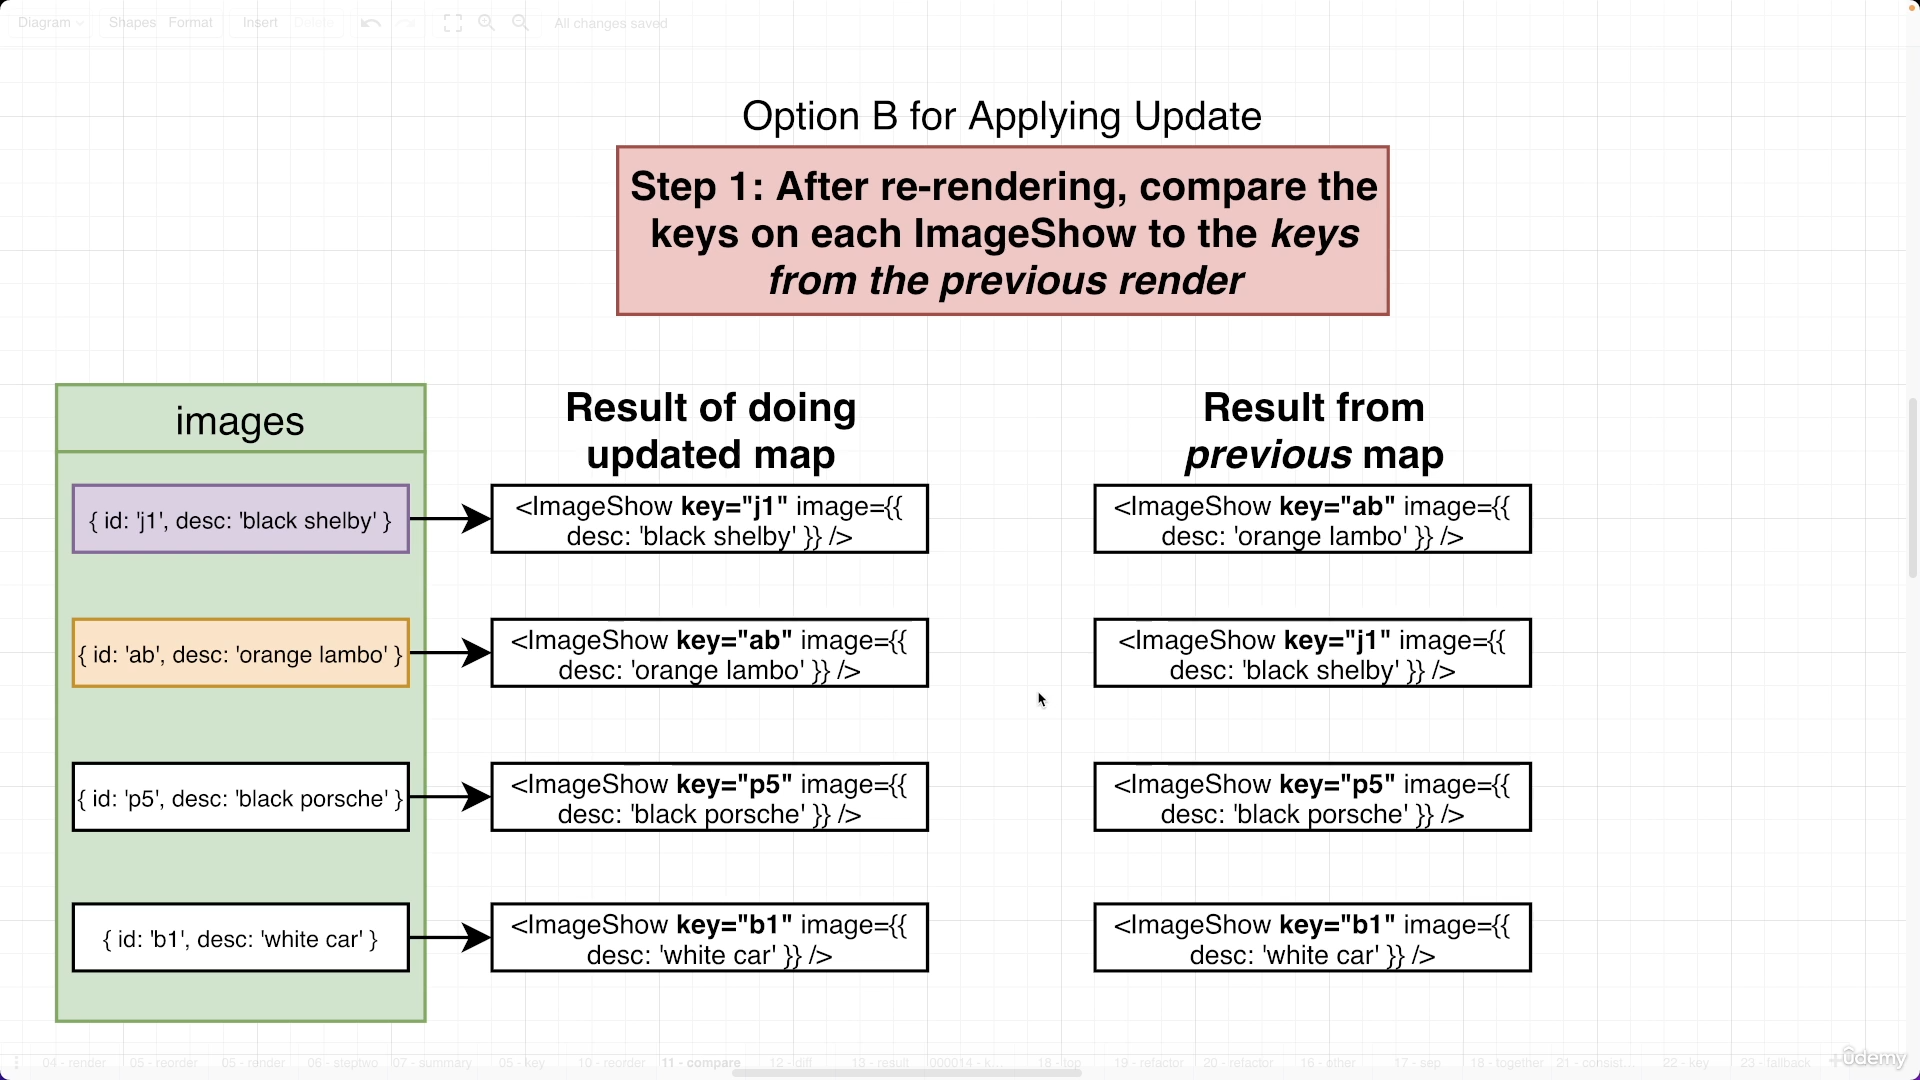 Diagram Shapes Format Insert Delete All changes saved
Option B for Applying Update
Step 1: After re-rendering, compare the
keys on each ImageShow to the keys
from the previous render
images
Result of doing
updated map
Result from
previous map
{ id: 'j1', desc: 'black shelby' }
<ImageShow key="j1" image={{
desc: 'black shelby' }} />
<ImageShow key="ab" image={{
desc: 'orange lambo' }} />
{ id: 'ab', desc: 'orange lambo' }
<ImageShow key="ab" image={{
desc: 'orange lambo' }} />
<ImageShow key="j1" image={{
desc: 'black shelby' }} />
{ id: 'p5', desc: 'black porsche' }
<ImageShow key="p5" image={{
desc: 'black porsche' }} />
<ImageShow key="p5" image={{
desc: 'black porsche' }} />
{ id: 'b1', desc: 'white car' }
<ImageShow key="b1" image={{
desc: 'white car' }} />
<ImageShow key="b1" image={{
desc: 'white car' }} />
04 - render 05 - reorder 05 - render 06 - steptwo 07 - summary 05 - key 10 - reorder 11 - compare 12 - diff 13 - result 000014 - k... 18 - top 19 - refactor 20 - refactor 16 - other 17 - sep 18 - together 21 - consist... 22 - key 23 - fallback
ûdemy